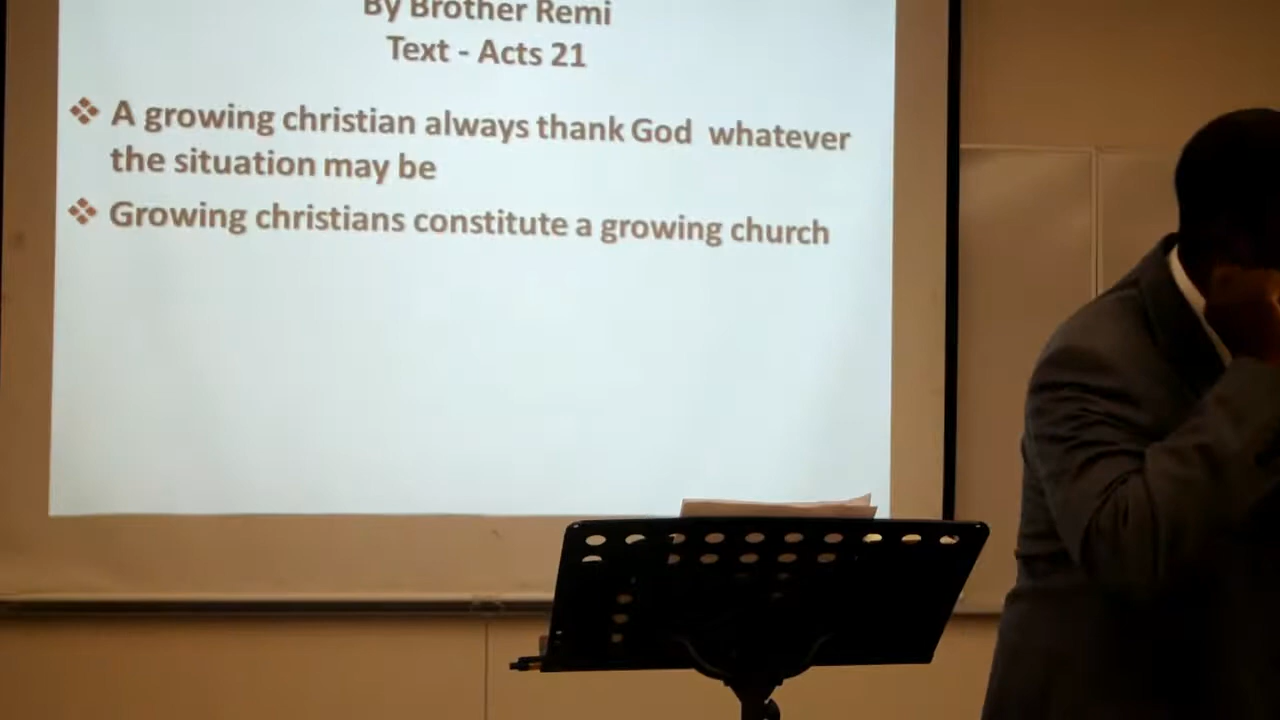 By Brother Remi
Text - Acts 21
A growing christian always thank God whatever
the situation may be
Growing christians constitute a growing church